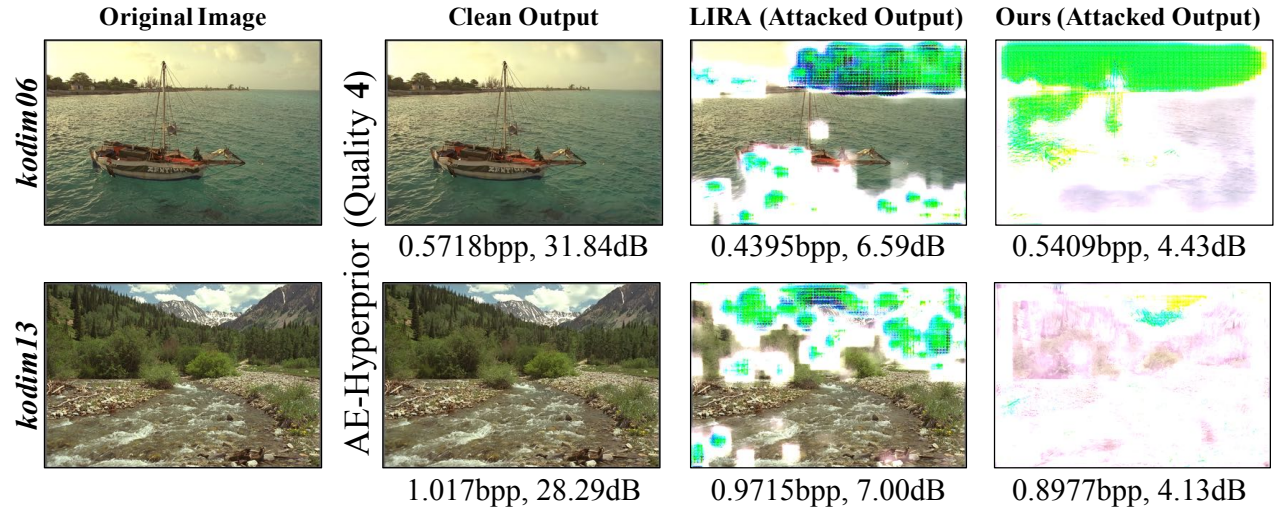 Original Image
Clean Output
LIRA (Attacked Output)
Ours (Attacked Output)
kodim06
AE-Hyperprior (Quality 4)
0.5718bpp, 31.84dB
0.4395bpp, 6.59dB
0.5409bpp, 4.43dB
kodim13
1.017bpp, 28.29dB
0.9715bpp, 7.00dB
0.8977bpp, 4.13dB